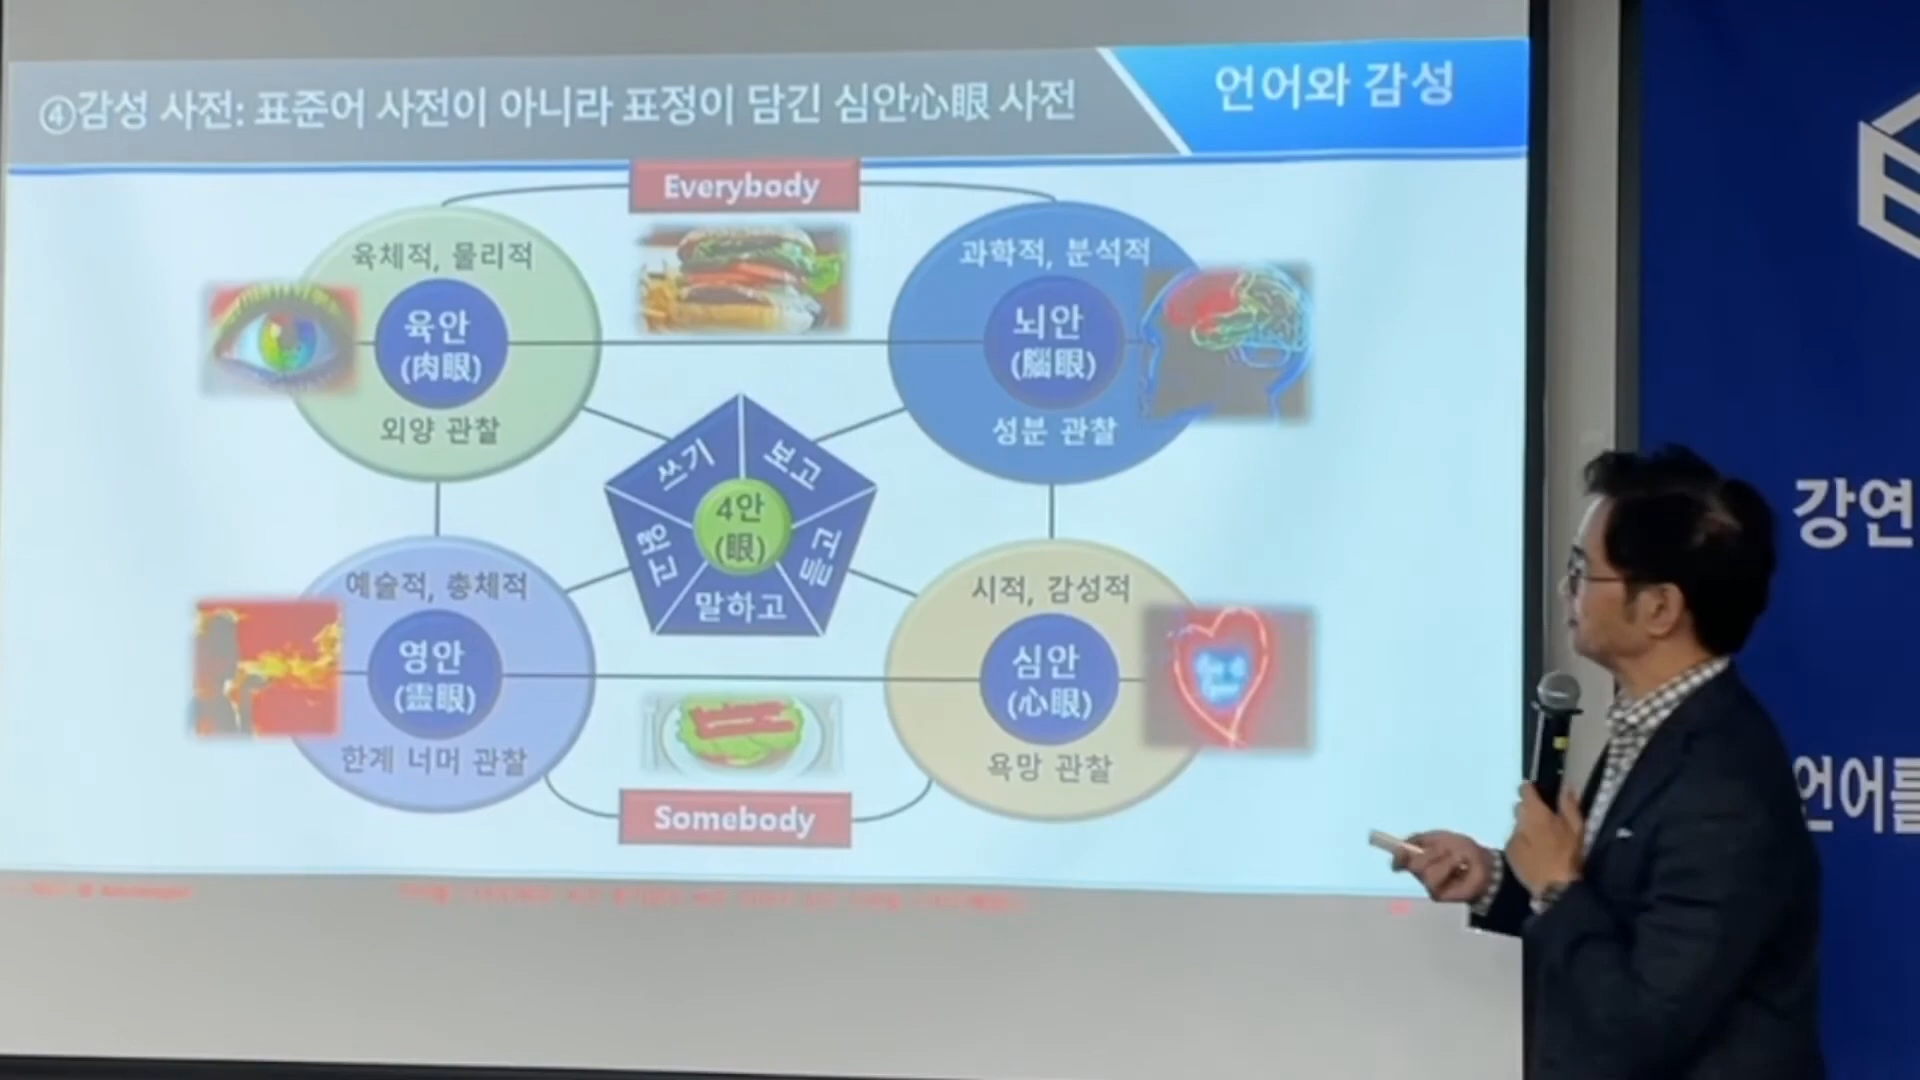 ④감성 사전: 표준어 사전이 아니라 표정이 담긴 심안心眼 사전
언어와 감성
Everybody
육체적, 물리적
육안
(肉眼)
외양 관찰
과학적, 분석적
뇌안
(腦眼)
성분 관찰
쓰기
보고
듣고
말하고
4안
(眼)
예술적, 총체적
영안
(靈眼)
한계 너머 관찰
시적, 감성적
심안
(心眼)
욕망 관찰
Somebody
강연
언어를